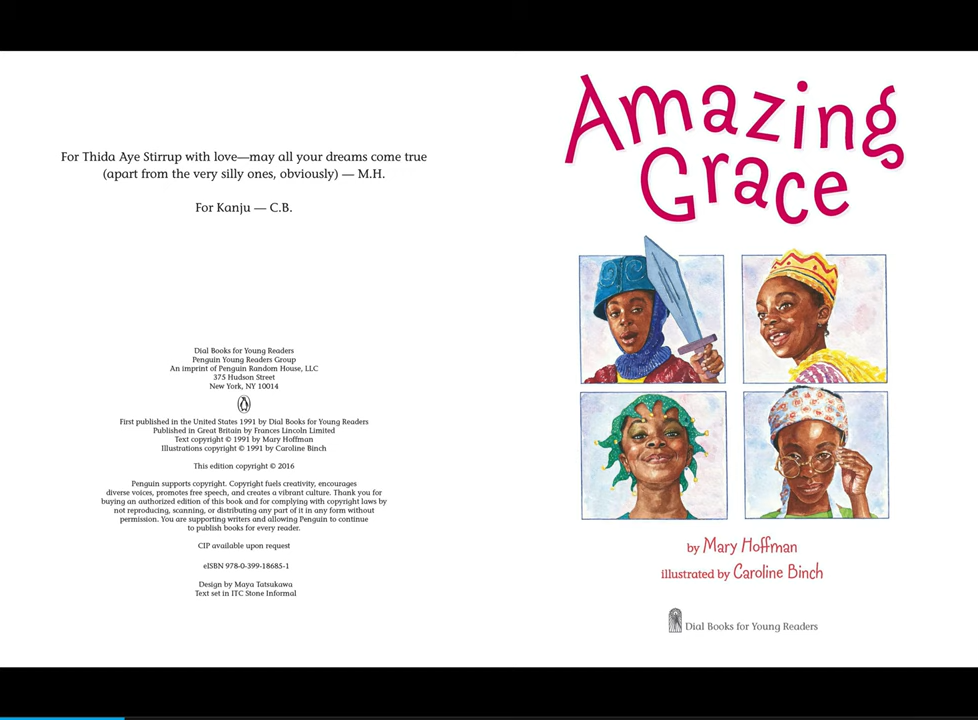 For Thida Aye Stirrup with love—may all your dreams come true
(apart from the very silly ones, obviously) — M.H.
For Kanju — C.B.
Dial Books for Young Readers
Penguin Young Readers Group
An imprint of Penguin Random House, LLC
375 Hudson Street
New York, NY 10014
First published in the United States 1991 by Dial Books for Young Readers
Published in Great Britain by Frances Lincoln Limited
Text copyright © 1991 by Mary Hoffman
Illustrations copyright © 1991 by Caroline Binch
This edition copyright © 2016
Penguin supports copyright. Copyright fuels creativity, encourages
diverse voices, promotes free speech, and creates a vibrant culture. Thank you for
buying an authorized edition of this book and for complying with copyright laws by
not reproducing, scanning, or distributing any part of it in any form without
permission. You are supporting writers and allowing Penguin to continue
to publish books for every reader.
CIP available upon request
eISBN 978-0-399-18685-1
Design by Maya Tatsukawa
Text set in ITC Stone Informal
Amazing
Grace
by Mary Hoffman
illustrated by Caroline Binch
Dial Books for Young Readers